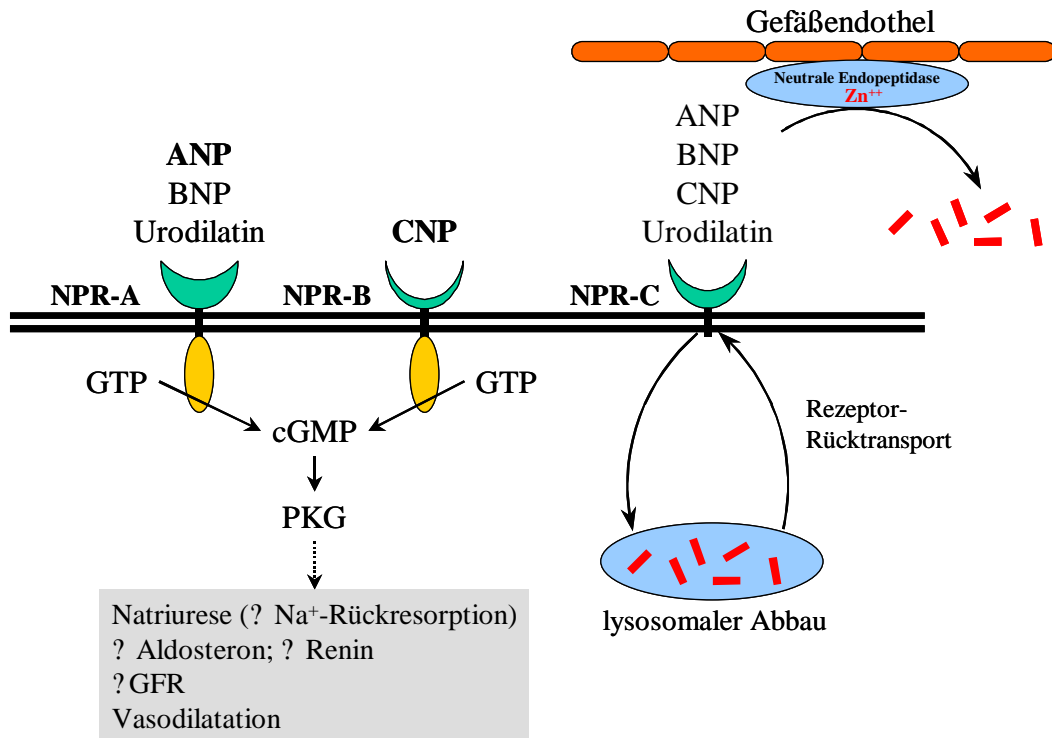 Gefäßendothel
Neutrale Endopeptidase
Zn++
ANP
BNP
Urodilatin
CNP
ANP
BNP
CNP
Urodilatin
NPR-A
NPR-B
NPR-C
GTP
GTP
cGMP
PKG
Rezeptor-
Rücktransport
Natriurese (? Na+-Rückresorption)
? Aldosteron; ? Renin
?GFR
Vasodilatation
lysosomaler Abbau